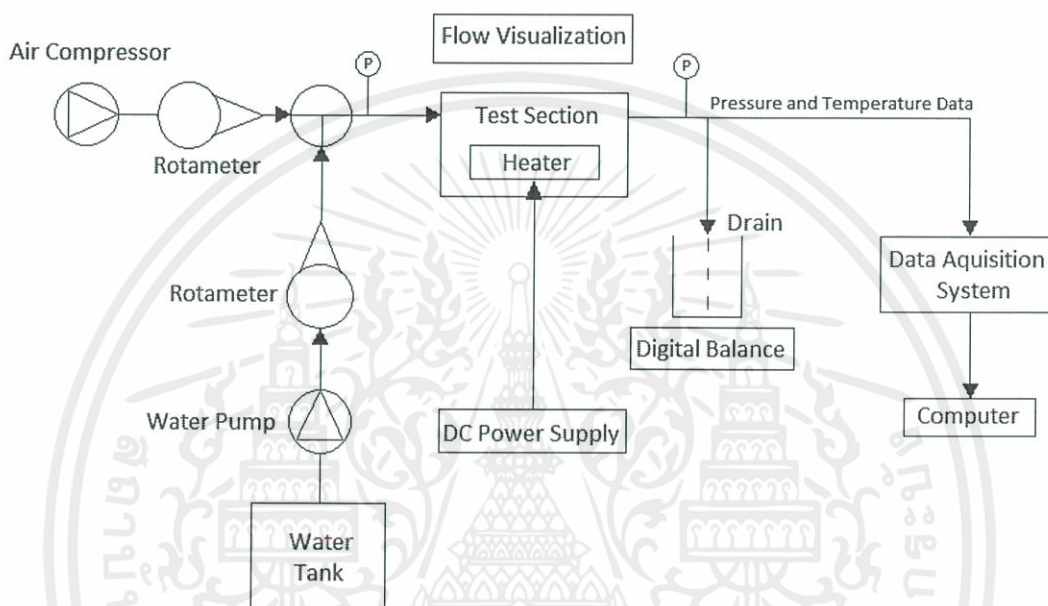 Flow Visualization
Air Compressor
P
P
Pressure and Temperature Data
Test Section
Heater
Rotameter
Drain
Rotameter
Data Aquisition
System
Digital Balance
Water Pump
DC Power Supply
Computer
Water
Tank